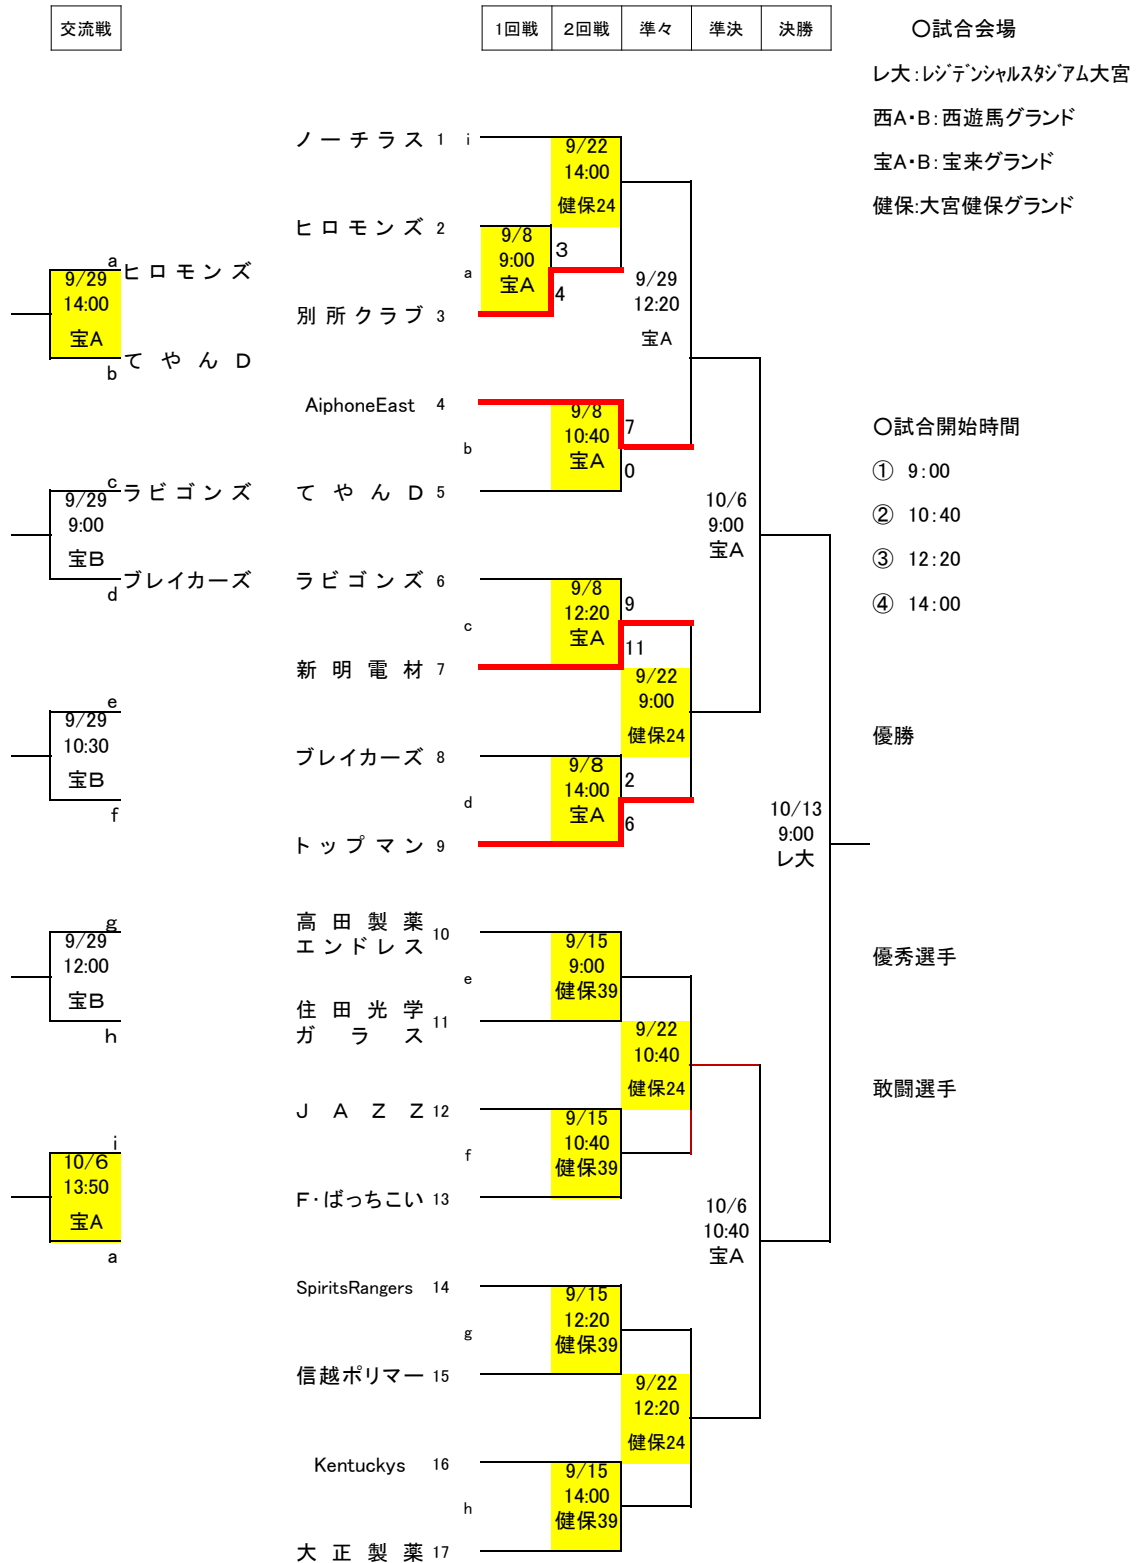 交流戦
1回戦 2回戦 準々 準決 決勝
〇試合会場
レ大：レジデンシャルスタジアム大宮
西A・B：西遊馬グランド
宝A・B：宝来グランド
健保:大宮健保グランド
〇試合開始時間
① 9：00
② 10：40
③ 12：20
④ 14：00
優勝
優秀選手
敢闘選手
a ヒロモンズ
9/29
14:00
宝A
b てやんD
c ラビゴンズ
9/29
9:00
宝B
d ブレイカーズ
e
9/29
10:30
宝B
f
g
9/29
12:00
宝B
h
i
10/6
13:50
宝A
a
ノーチラス 1 i
ヒロモンズ 2
a
別所クラブ 3
AiphoneEast 4
b
てやんD 5
ラビゴンズ 6
c
新明電材 7
ブレイカーズ 8
d
トップマン 9
高田製薬
エンドレス 10
e
住田光学
ガラス 11
JAZZ 12
f
F・ばっちこい 13
SpiritsRangers 14
g
信越ポリマー 15
Kentuckys 16
h
大正製薬 17
9/8
9:00
宝A
9/22
14:00
健保24
3
4
9/8
10:40
宝A
7
0
9/8
12:20
宝A
9
11
9/8
14:00
宝A
2
6
9/15
9:00
健保39
9/15
10:40
健保39
9/15
12:20
健保39
9/15
14:00
健保39
9/29
12:20
宝A
9/22
9:00
健保24
9/22
10:40
健保24
9/22
12:20
健保24
10/6
9:00
宝A
10/6
10:40
宝A
10/13
9:00
レ大